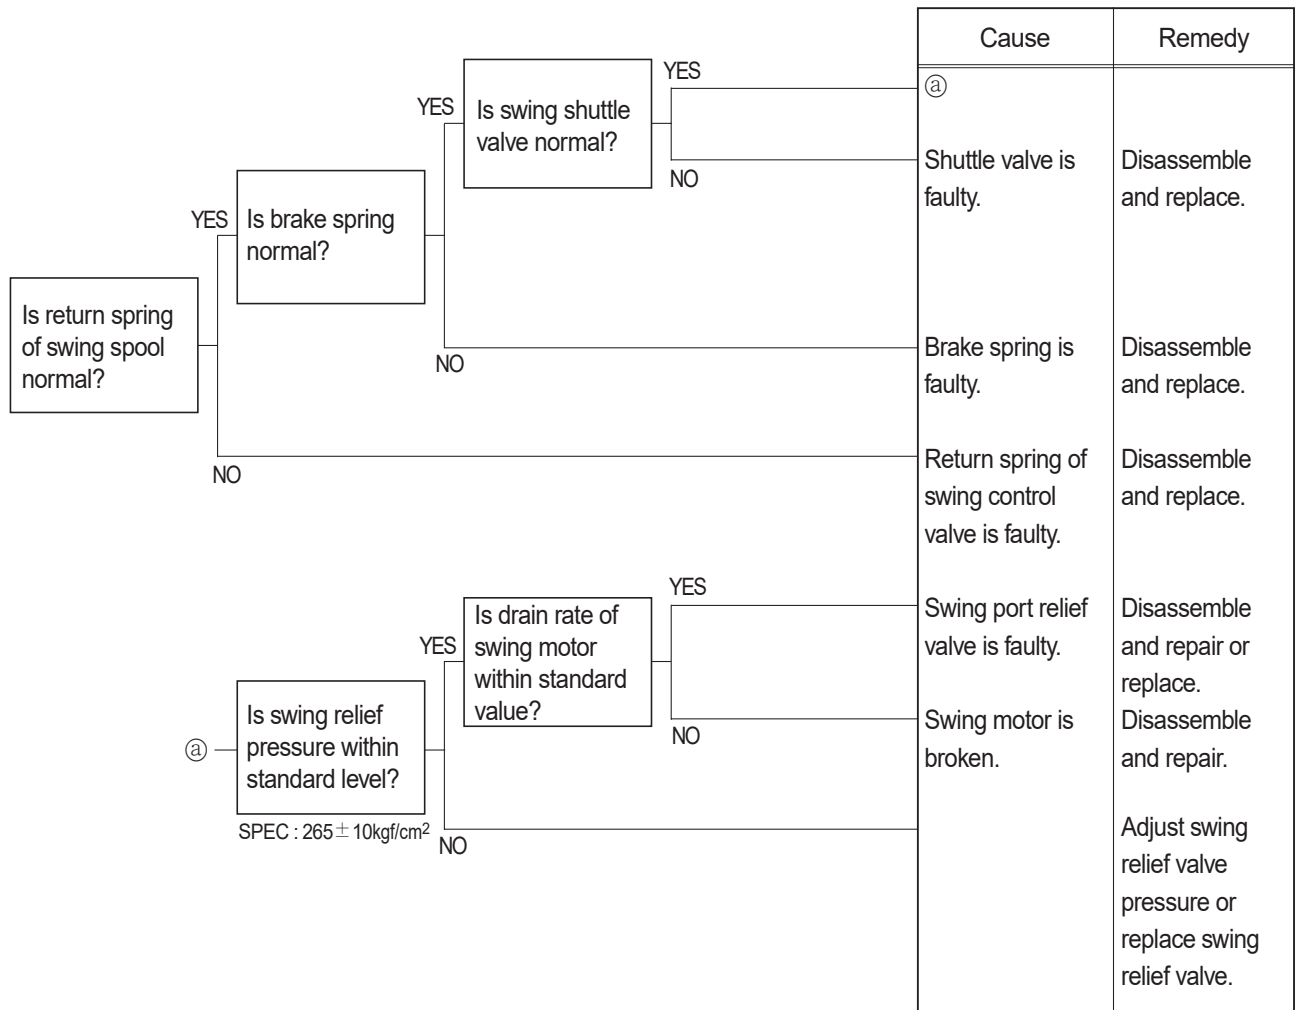 Cause Remedy
YES
ⓐ
YES
Is swing shuttle
valve normal?
NO
Shuttle valve is
faulty.
Disassemble
and replace.
YES
Is brake spring
normal?
Is return spring
of swing spool
normal?
NO
Brake spring is
faulty.
Disassemble
and replace.
NO
Return spring of
swing control
valve is faulty.
Disassemble
and replace.
YES
Is drain rate of
swing motor
within standard
value?
YES
Swing port relief
valve is faulty.
Disassemble
and repair or
replace.
NO
Swing motor is
broken.
Disassemble
and repair.
ⓐ
Is swing relief
pressure within
standard level?
SPEC : 265±10kgf/cm²
NO
Adjust swing
relief valve
pressure or
replace swing
relief valve.